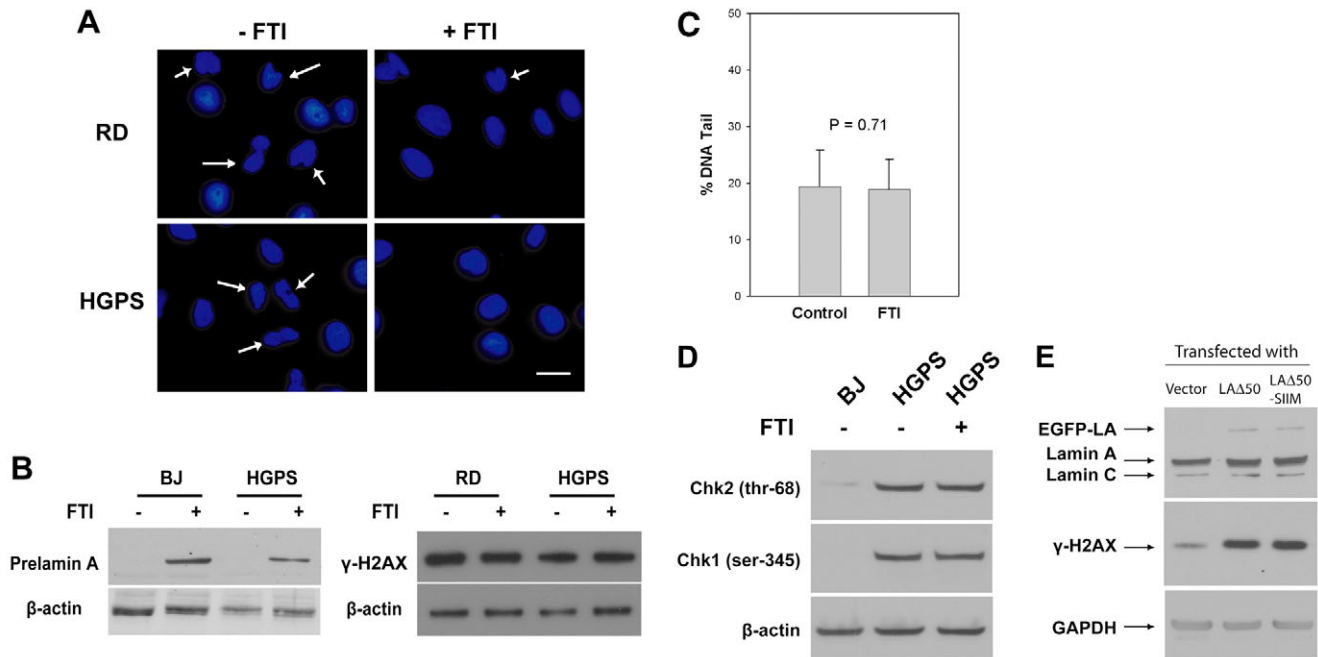 A
- FTI + FTI
RD
HGPS
B
BJ HGPS
FTI - + - +
Prelamin A
β-actin
RD HGPS
FTI - + - +
γ-H2AX
β-actin
C
50
40
30
20
10
0
% DNA Tail
P = 0.71
Control FTI
D
BJ HGPS HGPS
FTI - - +
Chk2 (thr-68)
Chk1 (ser-345)
β-actin
E
Transfected with
Vector LAΔ50 LAΔ50
-SIIM
EGFP-LA
Lamin A
Lamin C
γ-H2AX
GAPDH